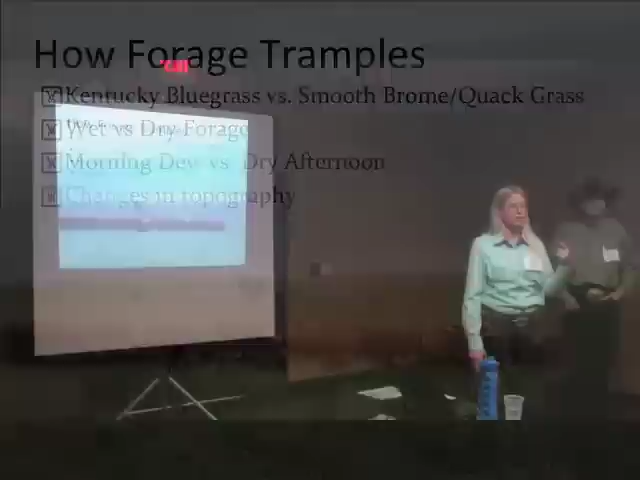 How Forage Tramples
Kentucky Bluegrass vs. Smooth Brome/Quack Grass
Wet vs Dry Forage
Morning Dew vs. Dry Afternoon
Changes in topography